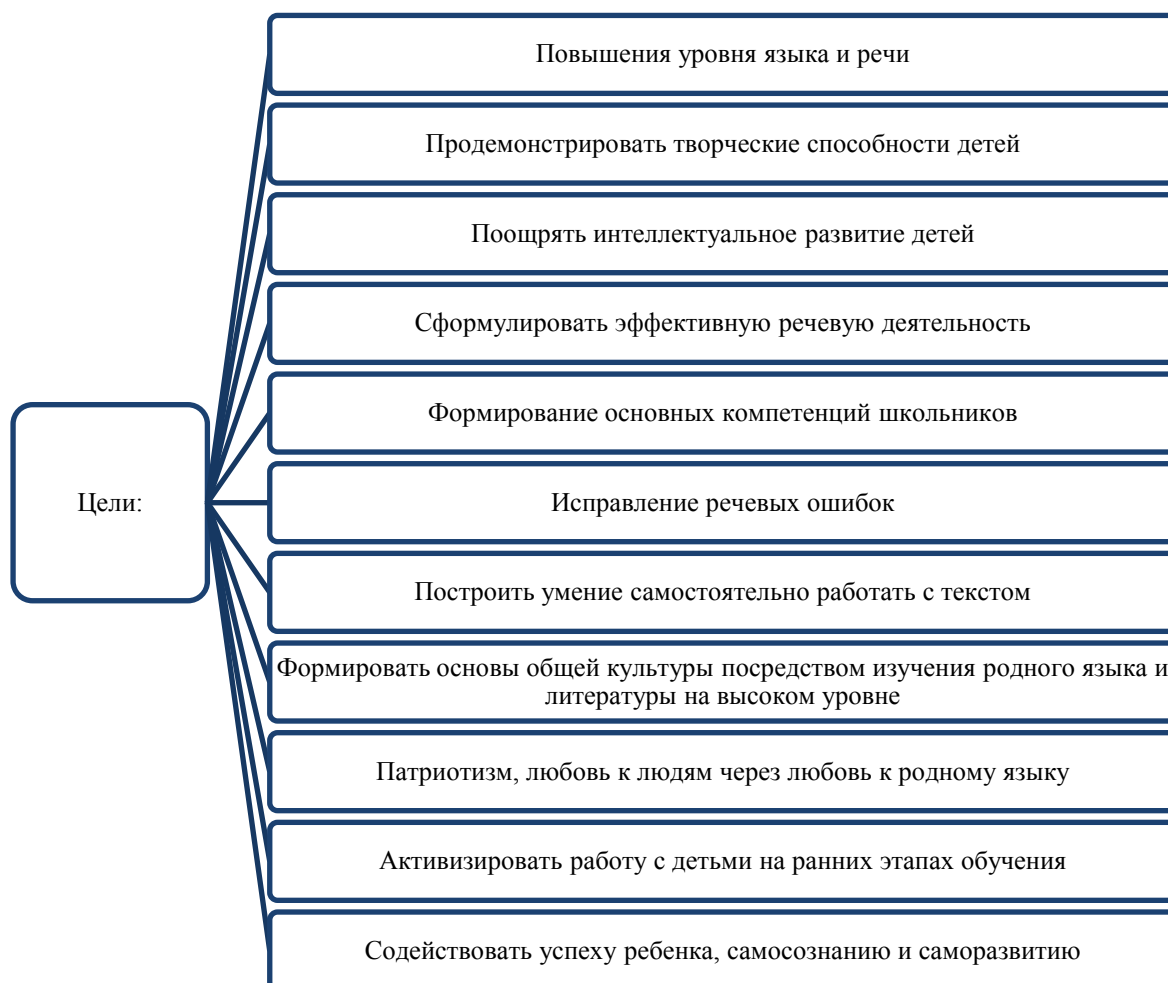 Повышения уровня языка и речи
Продемонстрировать творческие способности детей
Поощрять интеллектуальное развитие детей
Сформулировать эффективную речевую деятельность
Формирование основных компетенций школьников
Цели:
Исправление речевых ошибок
Построить умение самостоятельно работать с текстом
Формировать основы общей культуры посредством изучения родного языка и
литературы на высоком уровне
Патриотизм, любовь к людям через любовь к родному языку
Активизировать работу с детьми на ранних этапах обучения
Содействовать успеху ребенка, самосознанию и саморазвитию